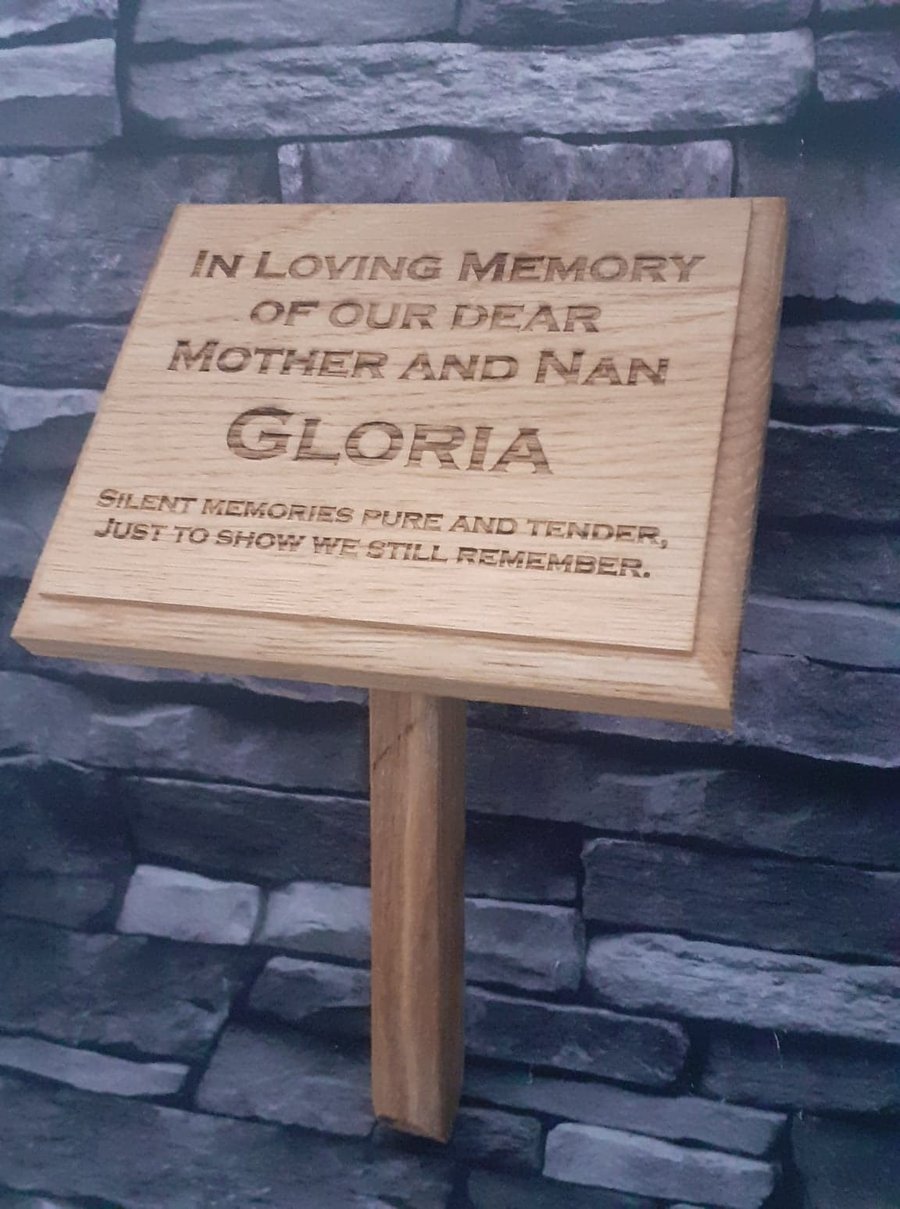 In Loving Memory
of our dear
Mother and Nan
Gloria
Silent memories pure and tender,
Just to show we still remember.